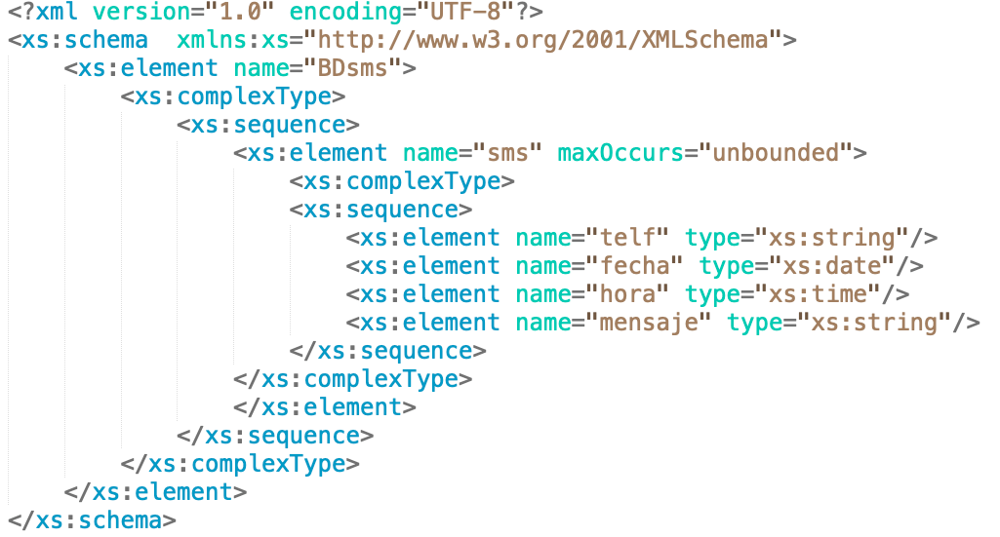 <?xml version="1.0" encoding="UTF-8"?>
<xs:schema  xmlns:xs="http://www.w3.org/2001/XMLSchema">
    <xs:element name="BDsms">
        <xs:complexType>
            <xs:sequence>
                <xs:element name="sms" maxOccurs="unbounded">
                    <xs:complexType>
                    <xs:sequence>
                        <xs:element name="telf" type="xs:string"/>
                        <xs:element name="fecha" type="xs:date"/>
                        <xs:element name="hora" type="xs:time"/>
                        <xs:element name="mensaje" type="xs:string"/>
                    </xs:sequence>
                </xs:complexType>
                </xs:element>
            </xs:sequence>
        </xs:complexType>
    </xs:element>
</xs:schema>